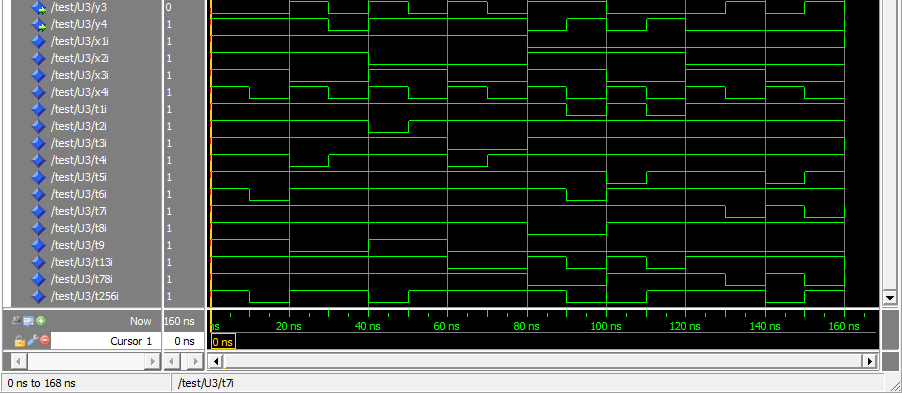 /test/U3/y3 0
/test/U3/y4 1
/test/U3/x1i 1
/test/U3/x2i 1
/test/U3/x3i 1
/test/U3/x4i 1
/test/U3/t1i 1
/test/U3/t2i 1
/test/U3/t3i 1
/test/U3/t4i 1
/test/U3/t5i 1
/test/U3/t6i 1
/test/U3/t7i 1
/test/U3/t8i 1
/test/U3/t9 1
/test/U3/t13i 1
/test/U3/t78i 1
/test/U3/t256i 1
Now 160 ns ns 20 ns 40 ns 60 ns 80 ns 100 ns 120 ns 140 ns 160 ns
Cursor 1 0 ns 0 ns
0 ns to 168 ns /test/U3/t7i